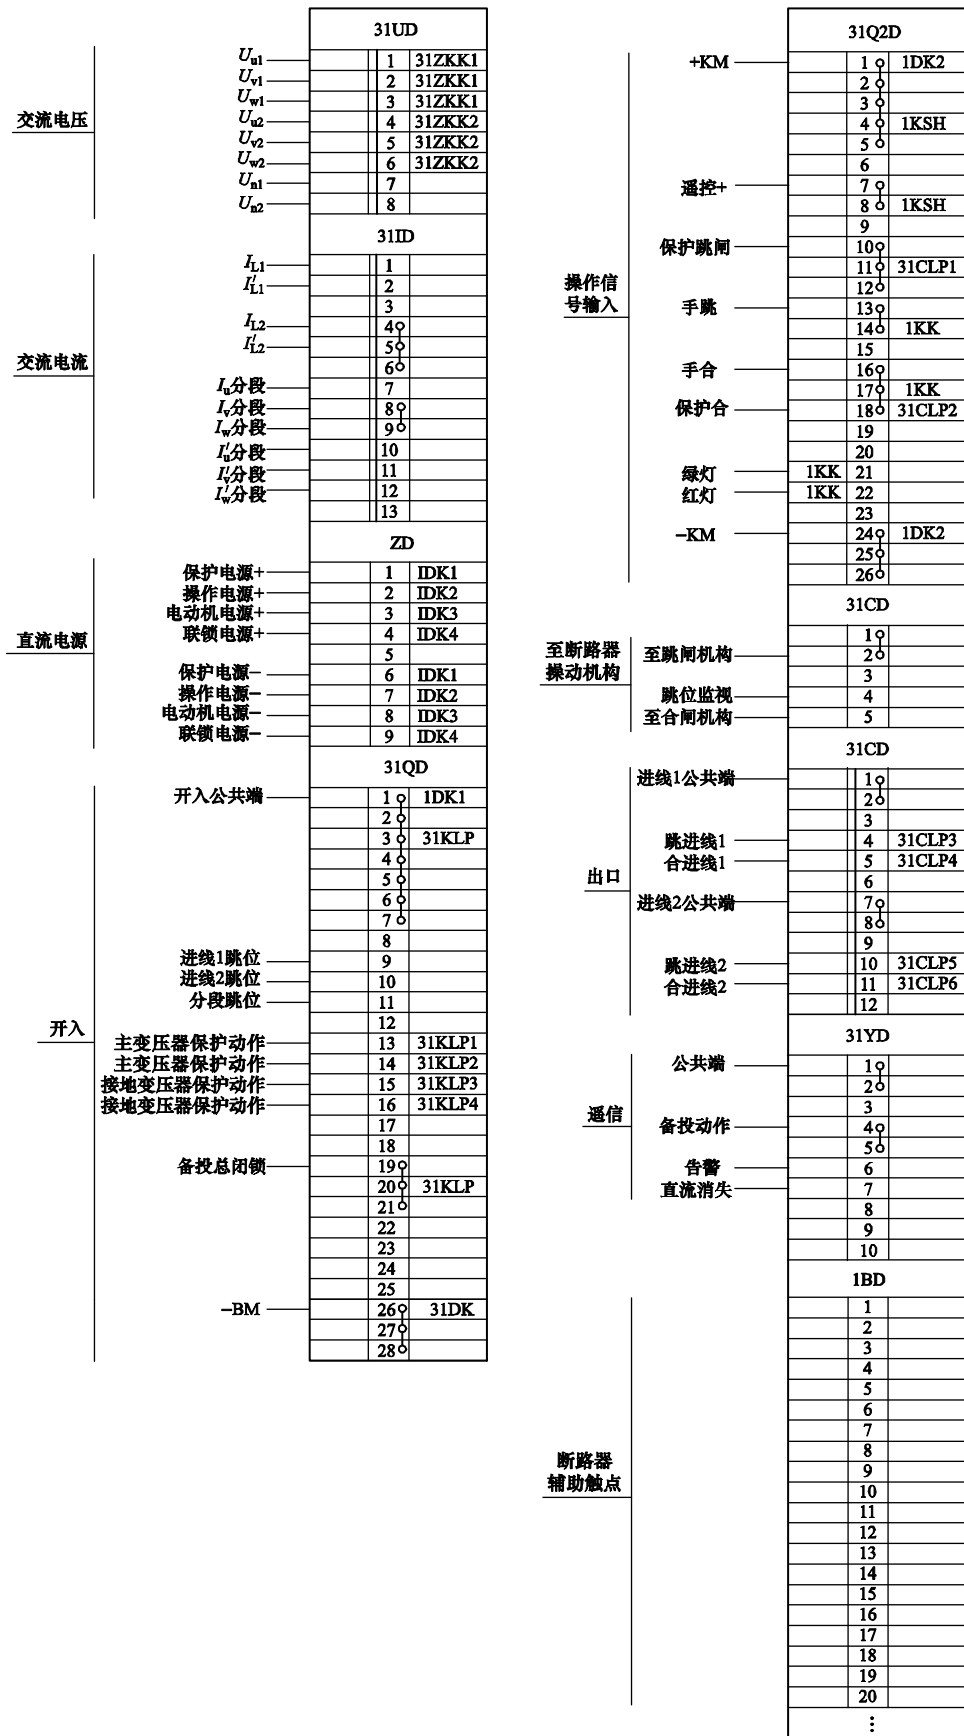 31UD
交流电压
Uu1 1 31ZKK1
Uv1 2 31ZKK1
Uw1 3 31ZKK1
Uu2 4 31ZKK2
Uv2 5 31ZKK2
Uw2 6 31ZKK2
Un1 7
Un2 8
31ID
交流电流
IL1 1
I′L1 2
3
IL2 4
I′L2 5
6
Iu分段 7
Iv分段 8
Iw分段 9
I′u分段 10
I′v分段 11
I′w分段 12
13
ZD
直流电源
保护电源+ 1 IDK1
操作电源+ 2 IDK2
电动机电源+ 3 IDK3
联锁电源+ 4 IDK4
5
保护电源− 6 IDK1
操作电源− 7 IDK2
电动机电源− 8 IDK3
联锁电源− 9 IDK4
31QD
开入
开入公共端 1 1DK1
2
3 31KLP
4
5
6
7
8
进线1跳位 9
进线2跳位 10
分段跳位 11
12
主变压器保护动作 13 31KLP1
主变压器保护动作 14 31KLP2
接地变压器保护动作 15 31KLP3
接地变压器保护动作 16 31KLP4
17
18
备投总闭锁 19
20 31KLP
21
22
23
24
25
−BM 26 31DK
27
28
31Q2D
操作信
号输入
+KM 1 1DK2
2
3
4 1KSH
5
6
遥控+ 7
8 1KSH
9
保护跳闸 10
11 31CLP1
12
手跳 13
14 1KK
15
手合 16
17 1KK
保护合 18 31CLP2
19
20
绿灯 1KK 21
红灯 1KK 22
23
−KM 24 1DK2
25
26
31CD
至断路器
操动机构
1
至跳闸机构 2
3
跳位监视 4
至合闸机构 5
31CD
出口
进线1公共端 1
2
3
跳进线1 4 31CLP3
合进线1 5 31CLP4
6
进线2公共端 7
8
9
跳进线2 10 31CLP5
合进线2 11 31CLP6
12
31YD
遥信
公共端 1
2
3
备投动作 4
5
告警 6
直流消失 7
8
9
10
1BD
断路器
辅助触点
1
2
3
4
5
6
7
8
9
10
11
12
13
14
15
16
17
18
19
20
⋮